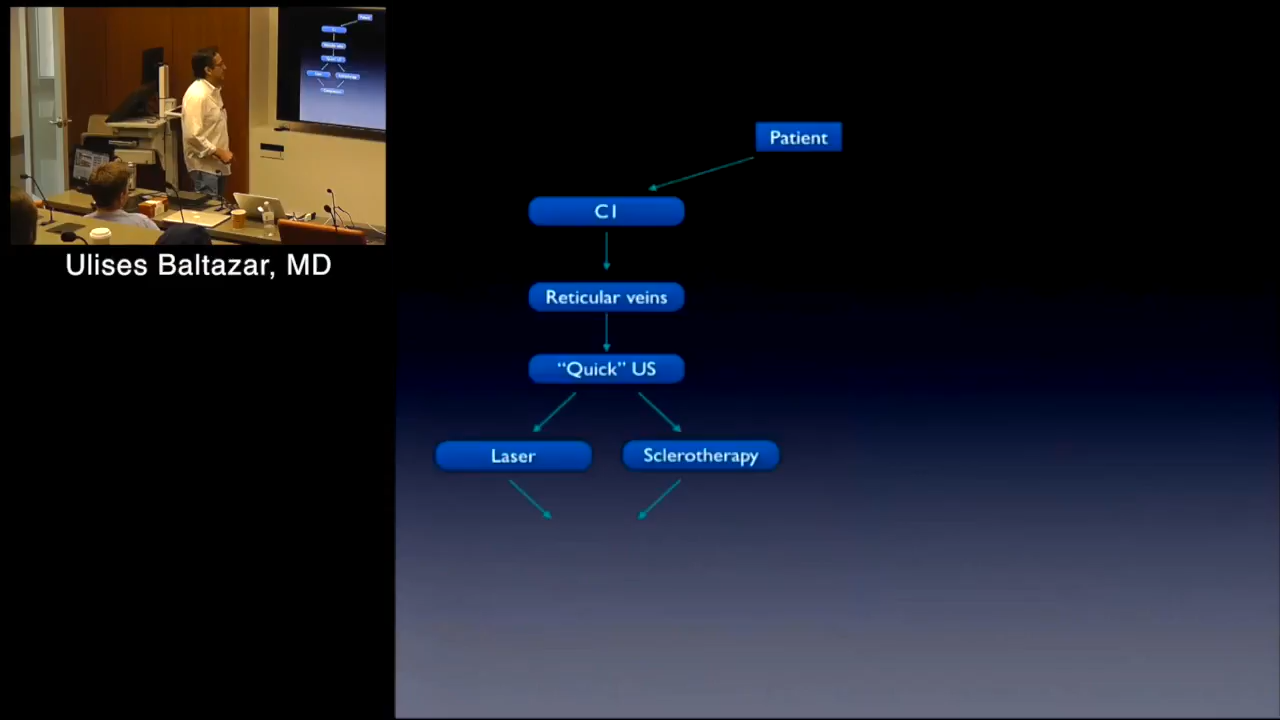 Patient
C1
Reticular veins
“Quick” US
Laser
Sclerotherapy
Ulises Baltazar, MD